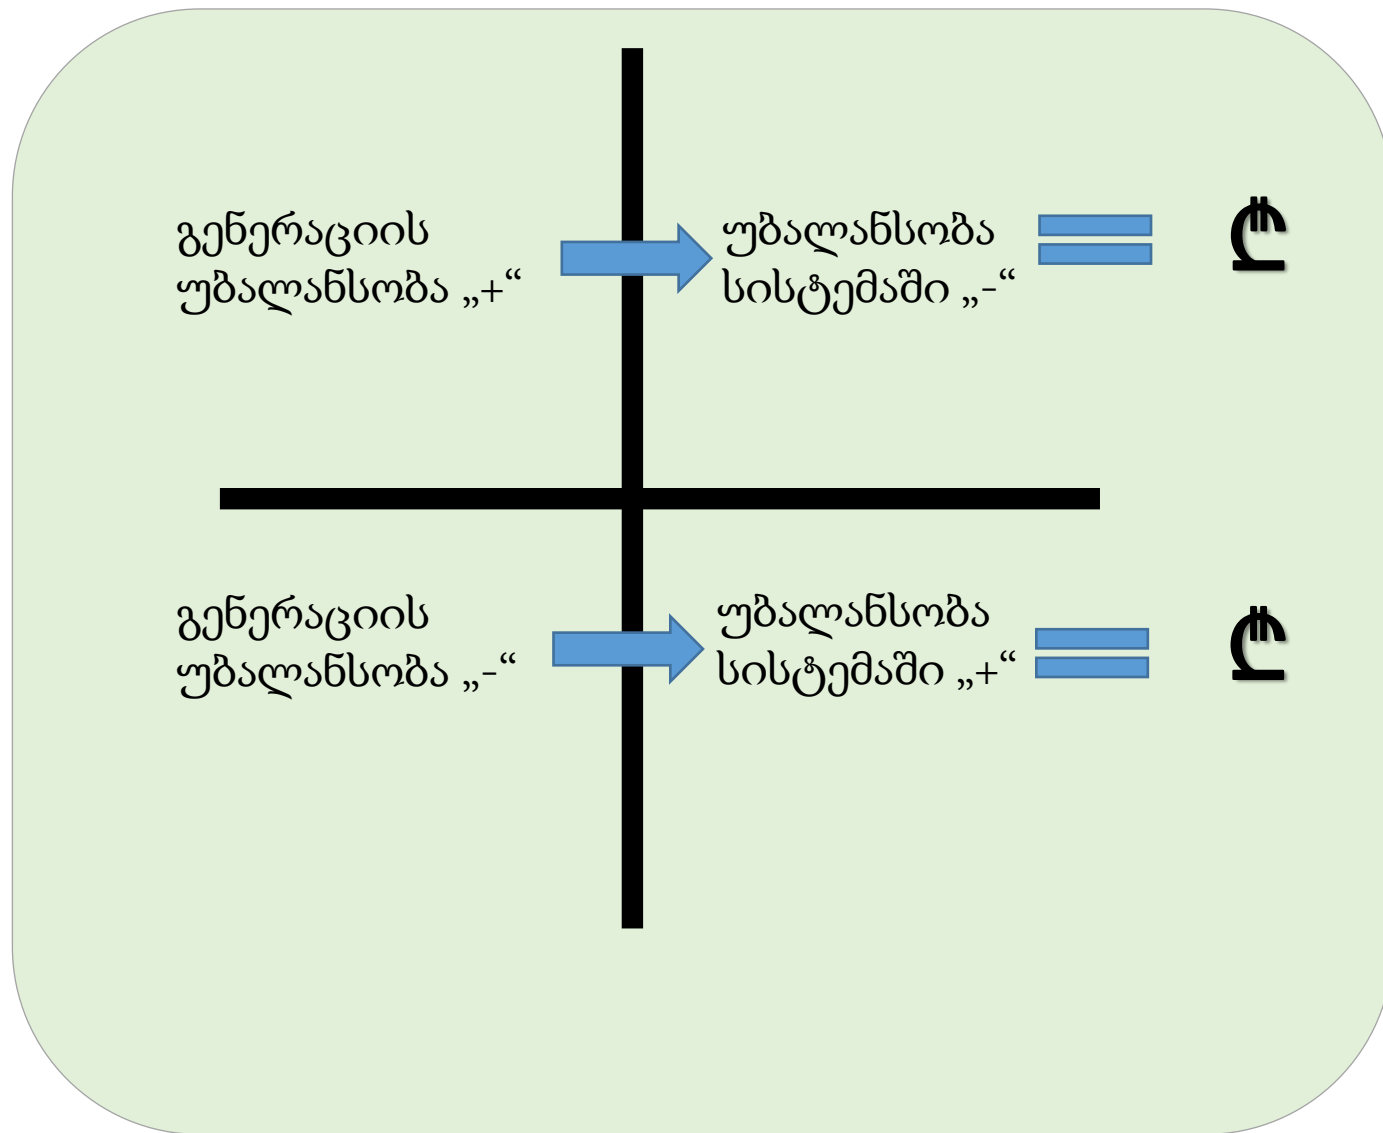 გენერაციის
უბალანსობა „+“
უბალანსობა
სისტემაში „-“
₾
გენერაციის
უბალანსობა „-“
უბალანსობა
სისტემაში „+“
₾